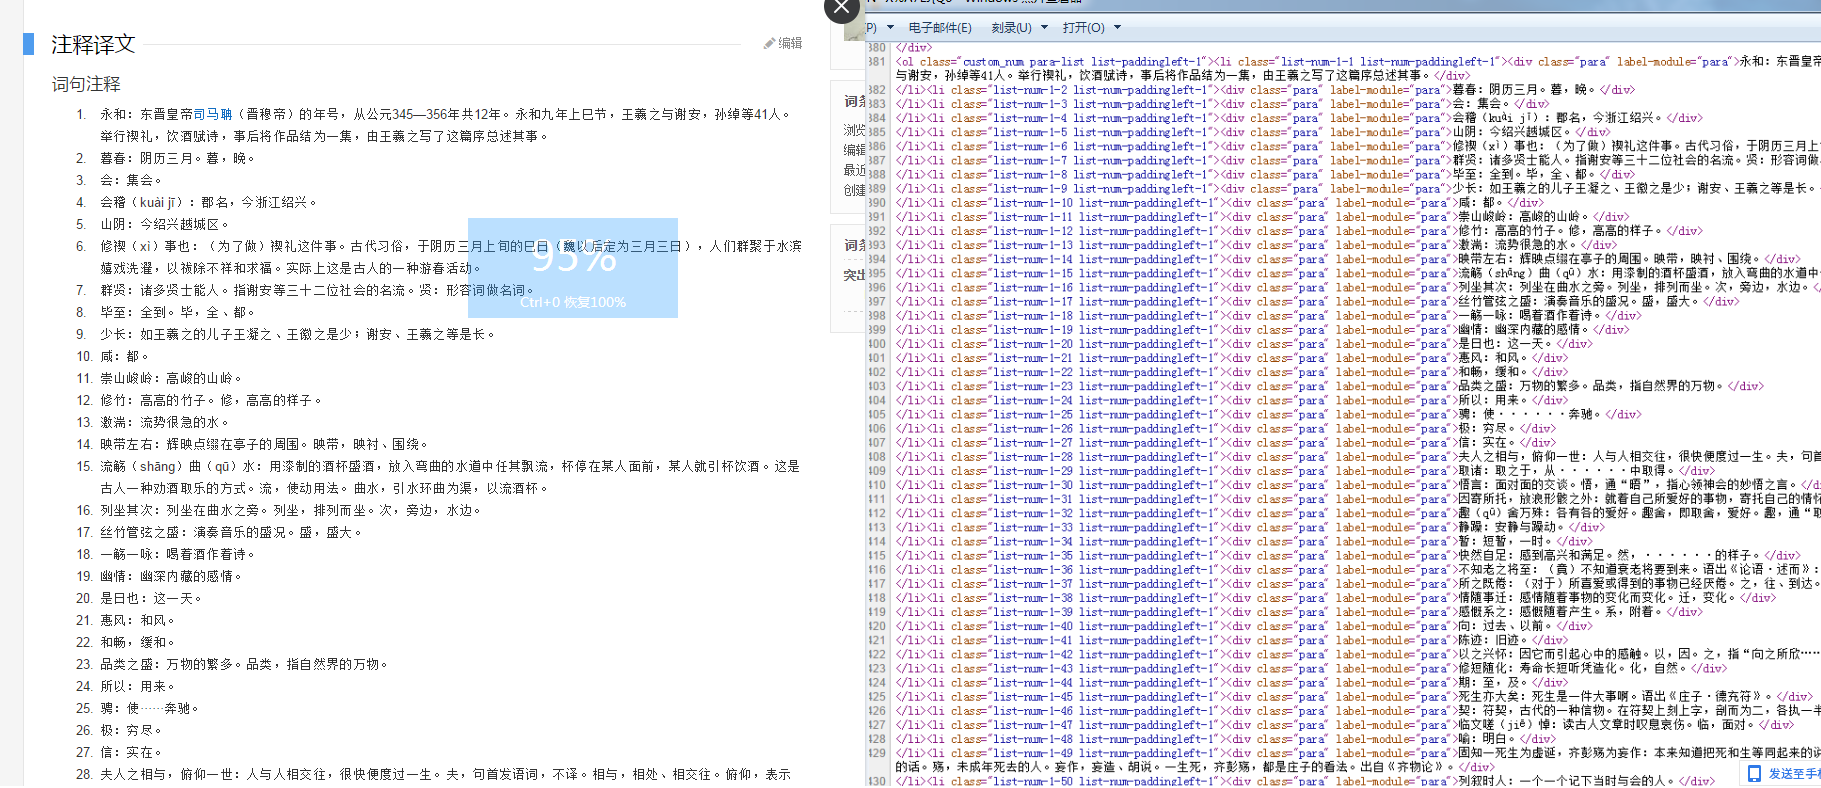 注释译文
编辑
词句注释
1. 永和：东晋皇帝司马聃（晋穆帝）的年号，从公元345—356年共12年。永和九年上巳节，王羲之与谢安，孙绰等41人。
举行禊礼，饮酒赋诗，事后将作品结为一集，由王羲之写了这篇序总述其事。
2. 暮春：阴历三月。暮，晚。
3. 会：集会。
4. 会稽（kuài jī）：郡名，今浙江绍兴。
5. 山阴：今绍兴越城区。
6. 修禊（xì）事也：（为了做）禊礼这件事。古代习俗，于阴历三月上旬的巳日（魏以后定为三月三日），人们群聚于水滨
嬉戏洗濯，以祓除不祥和求福。实际上这是古人的一种游春活动。
7. 群贤：诸多贤士能人。指谢安等三十二位社会的名流。贤：形容词做名词。
8. 毕至：全到。毕，全、都。
9. 少长：如王羲之的儿子王凝之、王徽之是少；谢安、王羲之等是长。
10. 咸：都。
11. 崇山峻岭：高峻的山岭。
12. 修竹：高高的竹子。修，高高的样子。
13. 激湍：流势很急的水。
14. 映带左右：辉映点缀在亭子的周围。映带，映衬、围绕。
15. 流觞（shāng）曲（qū）水：用漆制的酒杯盛酒，放入弯曲的水道中任其飘流，杯停在某人面前，某人就引杯饮酒。这是
古人一种劝酒取乐的方式。流，使动用法。曲水，引水环曲为渠，以流酒杯。
16. 列坐其次：列坐在曲水之旁。列坐，排列而坐。次，旁边，水边。
17. 丝竹管弦之盛：演奏音乐的盛况。盛，盛大。
18. 一觞一咏：喝着酒作着诗。
19. 幽情：幽深内藏的感情。
20. 是日也：这一天。
21. 惠风：和风。
22. 和畅，缓和。
23. 品类之盛：万物的繁多。品类，指自然界的万物。
24. 所以：用来。
25. 骋：使……奔驰。
26. 极：穷尽。
27. 信：实在。
28. 夫人之相与，俯仰一世：人与人相交往，很快便度过一生。夫，句首发语词，不译。相与，相处、相交往。俯仰，表示
95%
Ctrl+0 恢复100%
词条
浏览
编辑
最近
创建
词条
突出
P) 电子邮件(E) 刻录(U) 打开(O)
380 </div>
381 <ol class="custom_num para-list list-paddingleft-1"><li class="list-num-1-1 list-num-paddingleft-1"><div class="para" label-module="para">永和：东晋皇帝
与谢安，孙绰等41人。举行禊礼，饮酒赋诗，事后将作品结为一集，由王羲之写了这篇序总述其事。</div>
382 </li><li class="list-num-1-2 list-num-paddingleft-1"><div class="para" label-module="para">暮春：阴历三月。暮，晚。</div>
383 </li><li class="list-num-1-3 list-num-paddingleft-1"><div class="para" label-module="para">会：集会。</div>
384 </li><li class="list-num-1-4 list-num-paddingleft-1"><div class="para" label-module="para">会稽（kuài jī）：郡名，今浙江绍兴。</div>
385 </li><li class="list-num-1-5 list-num-paddingleft-1"><div class="para" label-module="para">山阴：今绍兴越城区。</div>
386 </li><li class="list-num-1-6 list-num-paddingleft-1"><div class="para" label-module="para">修禊（xì）事也：（为了做）禊礼这件事。古代习俗，于阴历三月上
387 </li><li class="list-num-1-7 list-num-paddingleft-1"><div class="para" label-module="para">群贤：诸多贤士能人。指谢安等三十二位社会的名流。贤：形容词做
388 </li><li class="list-num-1-8 list-num-paddingleft-1"><div class="para" label-module="para">毕至：全到。毕，全、都。</div>
389 </li><li class="list-num-1-9 list-num-paddingleft-1"><div class="para" label-module="para">少长：如王羲之的儿子王凝之、王徽之是少；谢安、王羲之等是长。
390 </li><li class="list-num-1-10 list-num-paddingleft-1"><div class="para" label-module="para">咸：都。</div>
391 </li><li class="list-num-1-11 list-num-paddingleft-1"><div class="para" label-module="para">崇山峻岭：高峻的山岭。</div>
392 </li><li class="list-num-1-12 list-num-paddingleft-1"><div class="para" label-module="para">修竹：高高的竹子。修，高高的样子。</div>
393 </li><li class="list-num-1-13 list-num-paddingleft-1"><div class="para" label-module="para">激湍：流势很急的水。</div>
394 </li><li class="list-num-1-14 list-num-paddingleft-1"><div class="para" label-module="para">映带左右：辉映点缀在亭子的周围。映带，映衬、围绕。</div>
395 </li><li class="list-num-1-15 list-num-paddingleft-1"><div class="para" label-module="para">流觞（shāng）曲（qū）水：用漆制的酒杯盛酒，放入弯曲的水道中
396 </li><li class="list-num-1-16 list-num-paddingleft-1"><div class="para" label-module="para">列坐其次：列坐在曲水之旁。列坐，排列而坐。次，旁边，水边。</
397 </li><li class="list-num-1-17 list-num-paddingleft-1"><div class="para" label-module="para">丝竹管弦之盛：演奏音乐的盛况。盛，盛大。</div>
398 </li><li class="list-num-1-18 list-num-paddingleft-1"><div class="para" label-module="para">一觞一咏：喝着酒作着诗。</div>
399 </li><li class="list-num-1-19 list-num-paddingleft-1"><div class="para" label-module="para">幽情：幽深内藏的感情。</div>
400 </li><li class="list-num-1-20 list-num-paddingleft-1"><div class="para" label-module="para">是日也：这一天。</div>
401 </li><li class="list-num-1-21 list-num-paddingleft-1"><div class="para" label-module="para">惠风：和风。</div>
402 </li><li class="list-num-1-22 list-num-paddingleft-1"><div class="para" label-module="para">和畅，缓和。</div>
403 </li><li class="list-num-1-23 list-num-paddingleft-1"><div class="para" label-module="para">品类之盛：万物的繁多。品类，指自然界的万物。</div>
404 </li><li class="list-num-1-24 list-num-paddingleft-1"><div class="para" label-module="para">所以：用来。</div>
405 </li><li class="list-num-1-25 list-num-paddingleft-1"><div class="para" label-module="para">骋：使······奔驰。</div>
406 </li><li class="list-num-1-26 list-num-paddingleft-1"><div class="para" label-module="para">极：穷尽。</div>
407 </li><li class="list-num-1-27 list-num-paddingleft-1"><div class="para" label-module="para">信：实在。</div>
408 </li><li class="list-num-1-28 list-num-paddingleft-1"><div class="para" label-module="para">夫人之相与，俯仰一世：人与人相交往，很快便度过一生。夫，句首
409 </li><li class="list-num-1-29 list-num-paddingleft-1"><div class="para" label-module="para">取诸：取之于，从······中取得。</div>
410 </li><li class="list-num-1-30 list-num-paddingleft-1"><div class="para" label-module="para">悟言：面对面的交谈。悟，通“晤”，指心领神会的妙悟之言。</di
411 </li><li class="list-num-1-31 list-num-paddingleft-1"><div class="para" label-module="para">因寄所托，放浪形骸之外：就着自己所爱好的事物，寄托自己的情怀
412 </li><li class="list-num-1-32 list-num-paddingleft-1"><div class="para" label-module="para">趣（qū）舍万殊：各有各的爱好。趣舍，即取舍，爱好。趣，通“取
413 </li><li class="list-num-1-33 list-num-paddingleft-1"><div class="para" label-module="para">静躁：安静与躁动。</div>
414 </li><li class="list-num-1-34 list-num-paddingleft-1"><div class="para" label-module="para">暂：短暂，一时。</div>
415 </li><li class="list-num-1-35 list-num-paddingleft-1"><div class="para" label-module="para">快然自足：感到高兴和满足。然，······的样子。</div>
416 </li><li class="list-num-1-36 list-num-paddingleft-1"><div class="para" label-module="para">不知老之将至：（竟）不知道衰老将要到来。语出《论语·述而》：
417 </li><li class="list-num-1-37 list-num-paddingleft-1"><div class="para" label-module="para">所之既倦：（对于）所喜爱或得到的事物已经厌倦。之，往、到达。
418 </li><li class="list-num-1-38 list-num-paddingleft-1"><div class="para" label-module="para">情随事迁：感情随着事物的变化而变化。迁，变化。</div>
419 </li><li class="list-num-1-39 list-num-paddingleft-1"><div class="para" label-module="para">感慨系之：感慨随着产生。系，附着。</div>
420 </li><li class="list-num-1-40 list-num-paddingleft-1"><div class="para" label-module="para">向：过去、以前。</div>
421 </li><li class="list-num-1-41 list-num-paddingleft-1"><div class="para" label-module="para">陈迹：旧迹。</div>
422 </li><li class="list-num-1-42 list-num-paddingleft-1"><div class="para" label-module="para">以之兴怀：因它而引起心中的感触。以，因。之，指“向之所欣……
423 </li><li class="list-num-1-43 list-num-paddingleft-1"><div class="para" label-module="para">修短随化：寿命长短听凭造化。化，自然。</div>
424 </li><li class="list-num-1-44 list-num-paddingleft-1"><div class="para" label-module="para">期：至，及。</div>
425 </li><li class="list-num-1-45 list-num-paddingleft-1"><div class="para" label-module="para">死生亦大矣：死生是一件大事啊。语出《庄子·德充符》。</div>
426 </li><li class="list-num-1-46 list-num-paddingleft-1"><div class="para" label-module="para">契：符契，古代的一种信物。在符契上刻上字，剖而为二，各执一半
427 </li><li class="list-num-1-47 list-num-paddingleft-1"><div class="para" label-module="para">临文嗟（jiē）悼：读古人文章时叹息哀伤。临，面对。</div>
428 </li><li class="list-num-1-48 list-num-paddingleft-1"><div class="para" label-module="para">喻：明白。</div>
429 </li><li class="list-num-1-49 list-num-paddingleft-1"><div class="para" label-module="para">固知一死生为虚诞，齐彭殇为妄作：本来知道把死和生等同起来的说
的话。殇，未成年死去的人。妄作，妄造、胡说。一生死，齐彭殇，都是庄子的看法。出自《齐物论》。</div>
430 </li><li class="list-num-1-50 list-num-paddingleft-1"><div class="para" label-module="para">列叙时人：一个一个记下当时与会的人。</div>
发送至手机